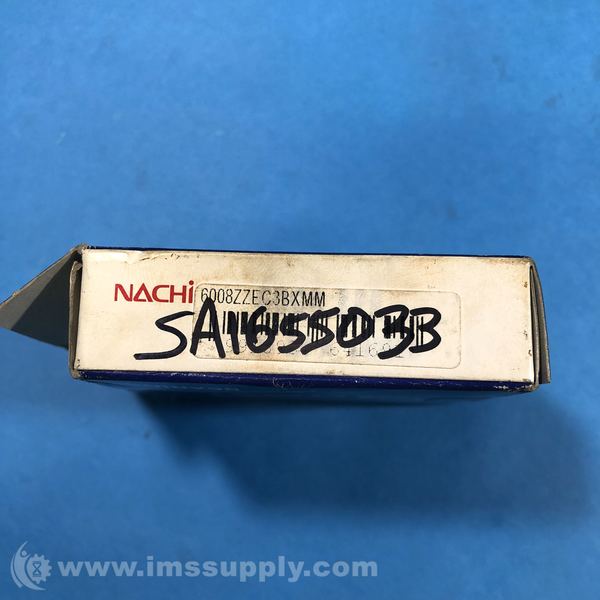 NACHi 6008ZZEC3BXMM
SA165503B
www.imssupply.com